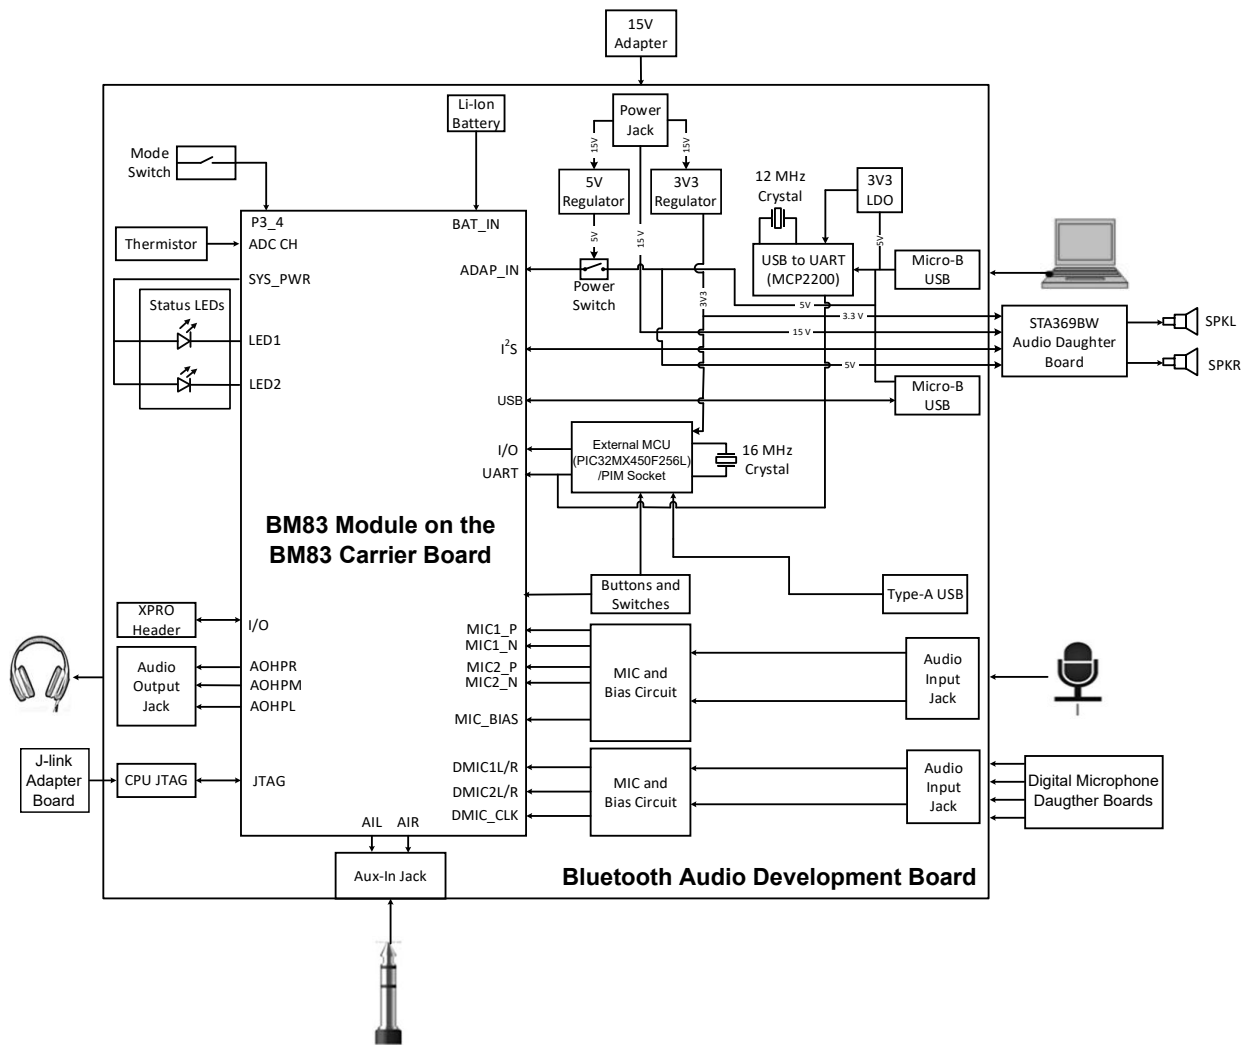 15V
Adapter
Li-Ion
Battery
Power
Jack
Mode
Switch
15V
15V
5V
Regulator
3V3
Regulator
12 MHz
Crystal
3V3
LDO
P3_4
BAT_IN
Thermistor
ADC CH
5V
15 V
5V
USB to UART
(MCP2200)
Micro-B
USB
SYS_PWR
ADAP_IN
Power
Switch
3V3
Status LEDs
5V
3.3 V
15 V
STA369BW
Audio Daughter
Board
SPKL
LED1
I2S
5V
SPKR
LED2
USB
Micro-B
USB
I/O
UART
External MCU
(PIC32MX450F256L)
/PIM Socket
16 MHz
Crystal
BM83 Module on the
BM83 Carrier Board
Buttons and
Switches
Type-A USB
XPRO
Header
I/O
MIC1_P
MIC1_N
MIC2_P
MIC2_N
MIC_BIAS
MIC and
Bias Circuit
Audio
Input
Jack
Audio
Output
Jack
AOHPR
AOHPM
AOHPL
J-link
Adapter
Board
CPU JTAG
JTAG
DMIC1L/R
DMIC2L/R
DMIC_CLK
MIC and
Bias Circuit
Audio
Input
Jack
Digital Microphone
Daugther Boards
AIL AIR
Aux-In Jack
Bluetooth Audio Development Board